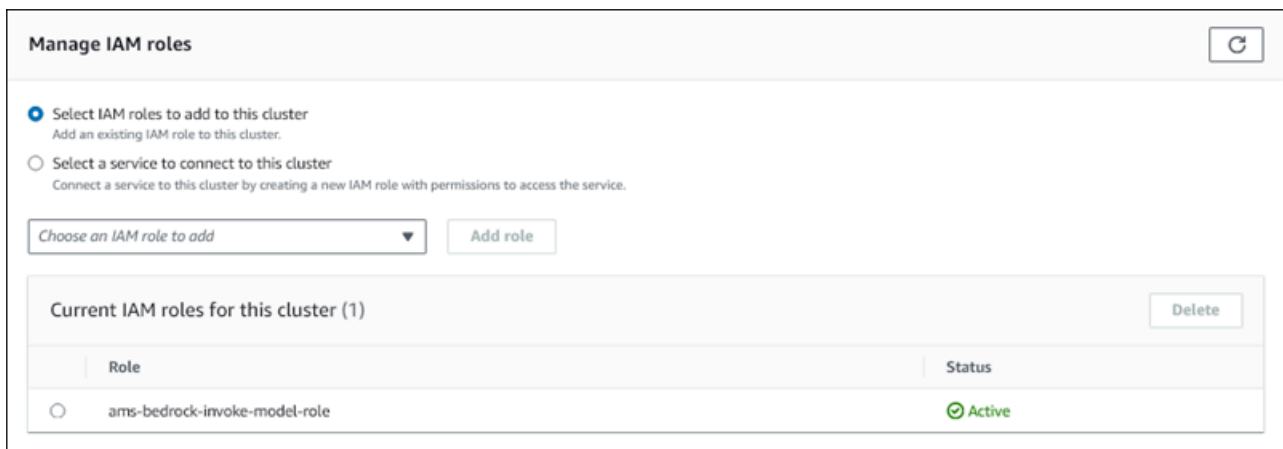 Manage IAM roles
Select IAM roles to add to this cluster
Add an existing IAM role to this cluster.
Select a service to connect to this cluster
Connect a service to this cluster by creating a new IAM role with permissions to access the service.
Choose an IAM role to add
Add role
Current IAM roles for this cluster (1)
Delete
Role
Status
ams-bedrock-invoke-model-role
Active